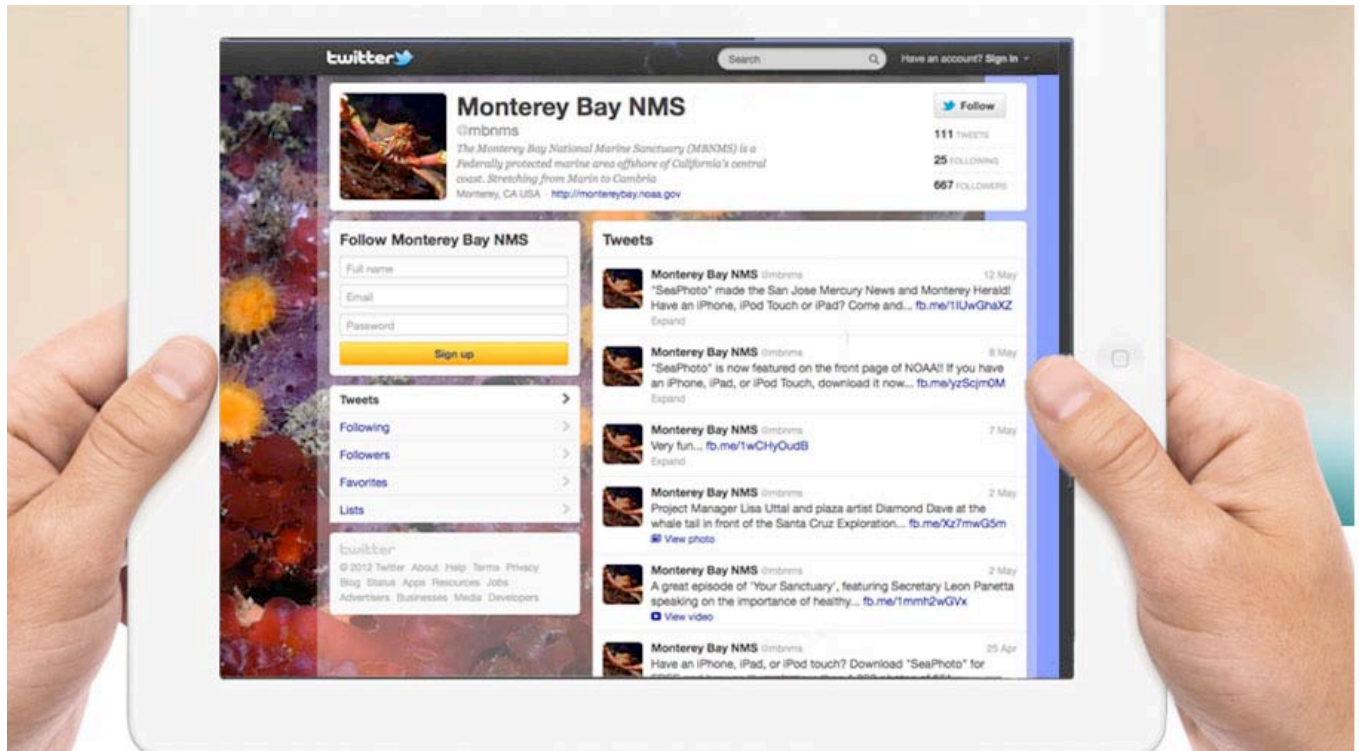 twitter
Search
Have an account? Sign in
Monterey Bay NMS
@mbnms
The Monterey Bay National Marine Sanctuary (MBNMS) is a
Federally protected marine area offshore of California's central
coast. Stretching from Marin to Cambria
Monterey, CA USA · http://montereybay.noaa.gov
Follow
111 TWEETS
25 FOLLOWING
667 FOLLOWERS
Follow Monterey Bay NMS
Full name
Email
Password
Sign up
Tweets
Following
Followers
Favorites
Lists
twitter
© 2012 Twitter About Help Terms Privacy
Blog Status Apps Resources Jobs
Advertisers Businesses Media Developers
Tweets
Monterey Bay NMS @mbnms 12 May
"SeaPhoto" made the San Jose Mercury News and Monterey Herald!
Have an iPhone, iPod Touch or iPad? Come and... fb.me/1IUwGhaXZ
Expand
Monterey Bay NMS @mbnms 8 May
"SeaPhoto" is now featured on the front page of NOAA!! If you have
an iPhone, iPad, or iPod Touch, download it now... fb.me/yzScjm0M
Expand
Monterey Bay NMS @mbnms 7 May
Very fun... fb.me/1wCHyOudB
Expand
Monterey Bay NMS @mbnms 2 May
Project Manager Lisa Uttal and plaza artist Diamond Dave at the
whale tail in front of the Santa Cruz Exploration... fb.me/Xz7mwG5m
View photo
Monterey Bay NMS @mbnms 2 May
A great episode of 'Your Sanctuary', featuring Secretary Leon Panetta
speaking on the importance of healthy... fb.me/1mmh2wGVx
View video
Monterey Bay NMS @mbnms 25 Apr
Have an iPhone, iPad, or iPod touch? Download "SeaPhoto" for